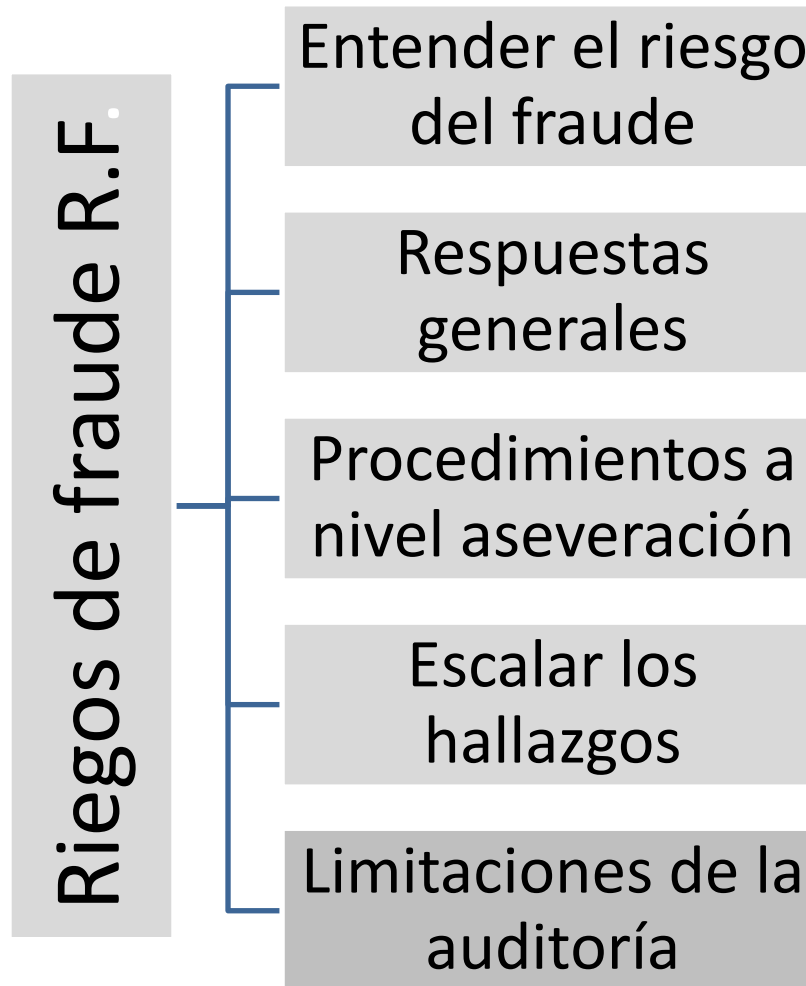 Riegos de fraude R.F.
Entender el riesgo
del fraude
Respuestas
generales
Procedimientos a
nivel aseveración
Escalar los
hallazgos
Limitaciones de la
auditoría